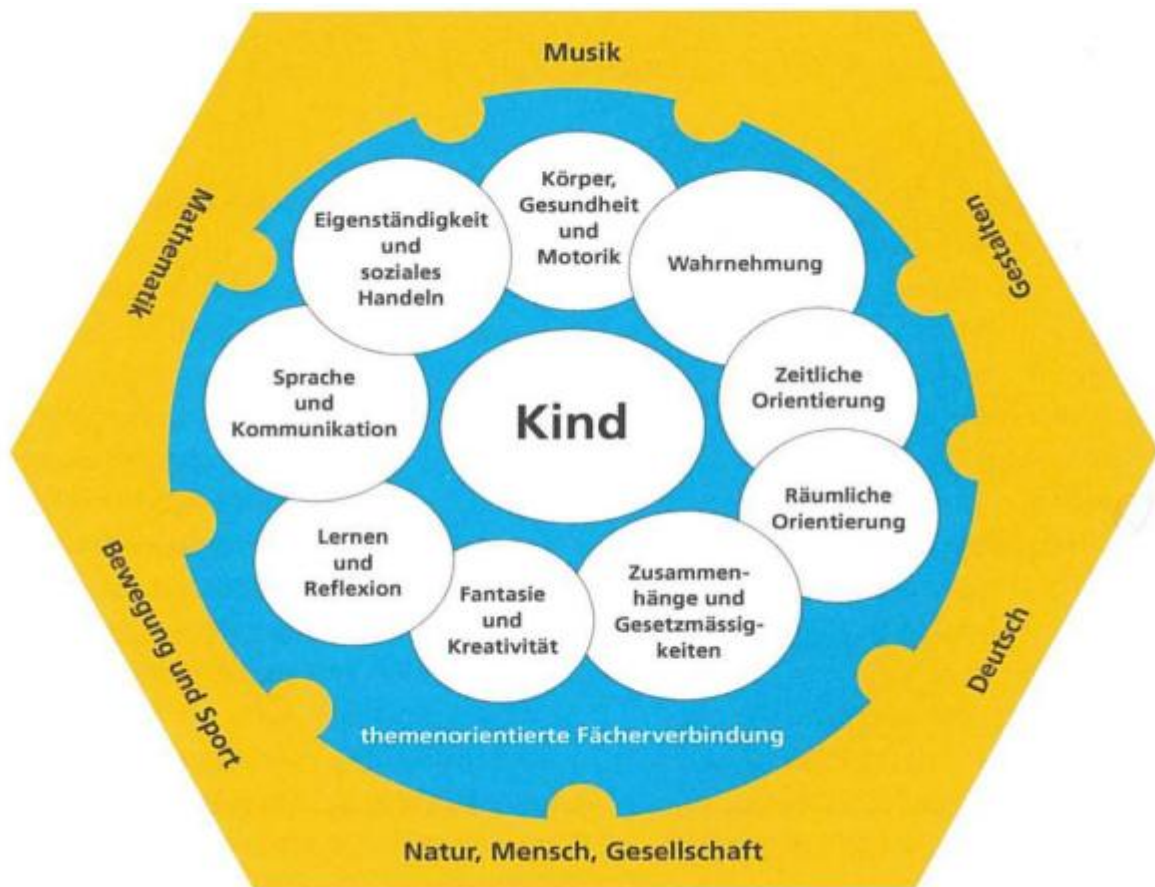 Musik
Mathematik
Gestalten
Körper,
Gesundheit
und
Motorik
Eigenständigkeit
und
soziales
Handeln
Wahrnehmung
Sprache
und
Kommunikation
Kind
Zeitliche
Orientierung
Räumliche
Orientierung
Lernen
und
Reflexion
Fantasie
und
Kreativität
Zusammen-
hänge und
Gesetzmässig-
keiten
Bewegung und Sport
Deutsch
themenorientierte Fächerverbindung
Natur, Mensch, Gesellschaft